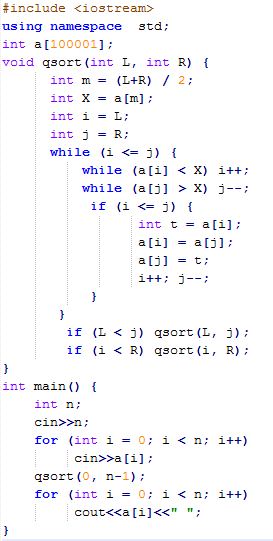 #include <iostream>
using namespace  std;
int a[100001];
void qsort(int L, int R) {
int m = (L+R) / 2;
int X = a[m];
int i = L;
int j = R;
while (i <= j) {
while (a[i] < X) i++;
while (a[j] > X) j--;
if (i <= j) {
int t = a[i];
a[i] = a[j];
a[j] = t;
i++; j--;
}
}
if (L < j) qsort(L, j);
if (i < R) qsort(i, R);
}
int main() {
int n;
cin>>n;
for (int i = 0; i < n; i++)
cin>>a[i];
qsort(0, n-1);
for (int i = 0; i < n; i++)
cout<<a[i]<<" ";
}